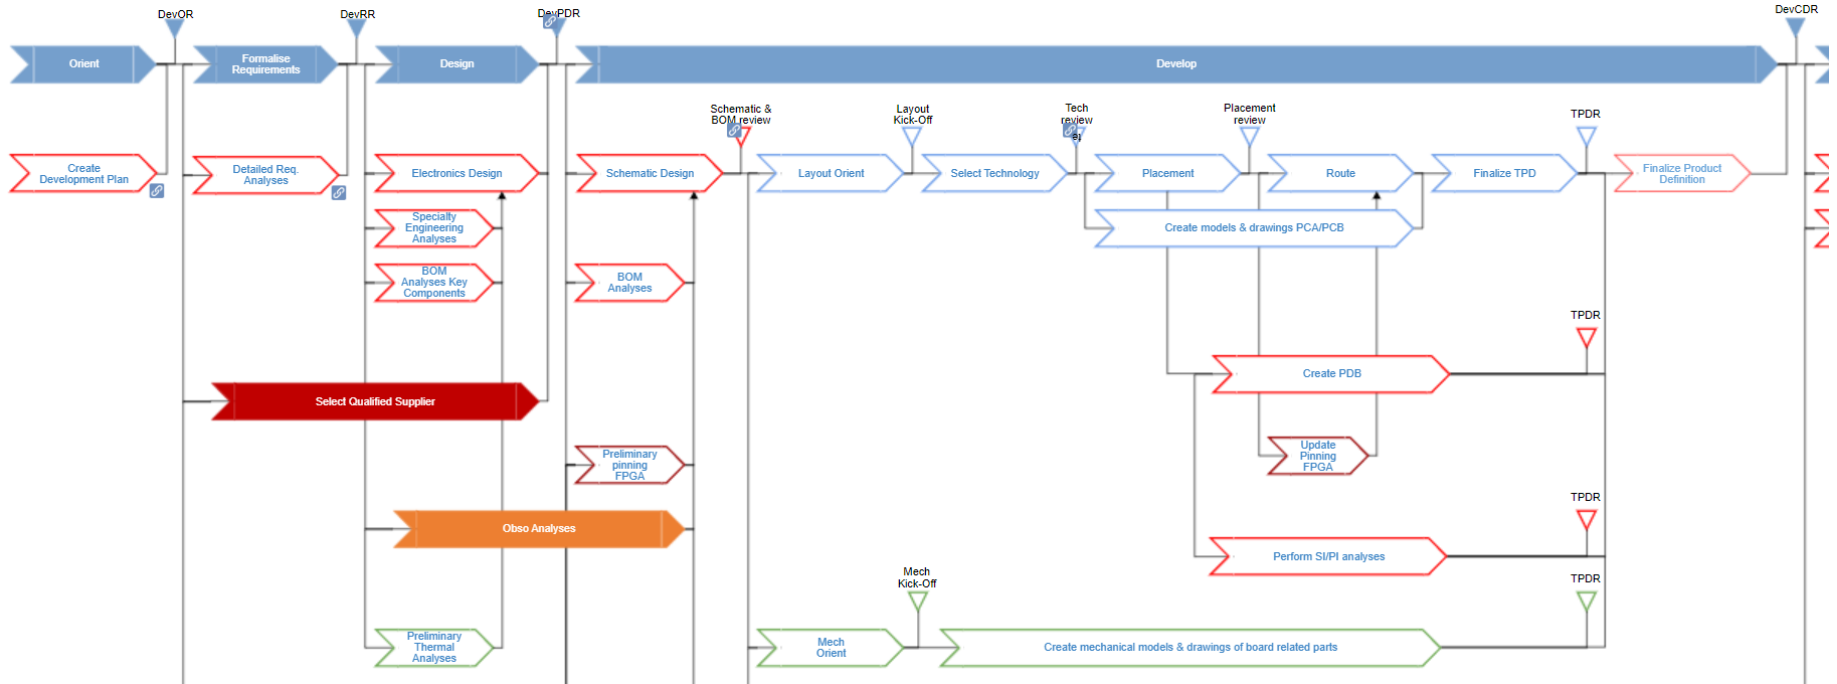 DevOR
DevRR
DevPDR
DevCDR
Orient
Formalise
Requirements
Design
Develop
Schematic &
BOM review
Layout
Kick-Off
Tech
review
Placement
review
TPDR
Create
Development Plan
Detailed Req.
Analyses
Electronics Design
Schematic Design
Layout Orient
Select Technology
Placement
Route
Finalize TPD
Finalize Product
Definition
Specialty
Engineering
Analyses
Create models & drawings PCA/PCB
BOM
Analyses Key
Components
BOM
Analyses
TPDR
Create PDB
Select Qualified Supplier
Preliminary
pinning
FPGA
Update
Pinning
FPGA
TPDR
Obso Analyses
Perform SI/PI analyses
Mech
Kick-Off
TPDR
Preliminary
Thermal
Analyses
Mech
Orient
Create mechanical models & drawings of board related parts